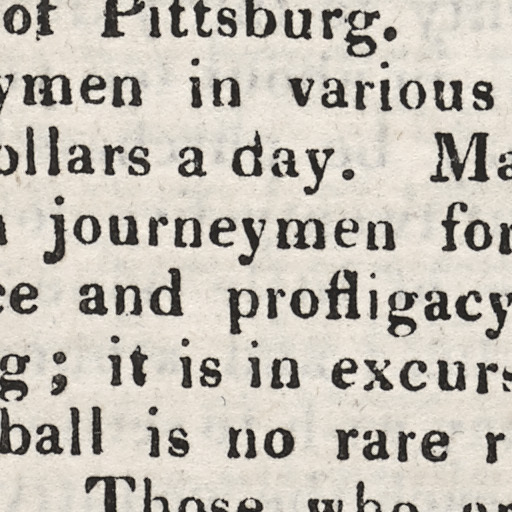 of Pittsburg.
ymen in various
ollars a day. Ma
journeymen for
ce and profligacy
g; it is in excurs
ball is no rare r
Those who ar